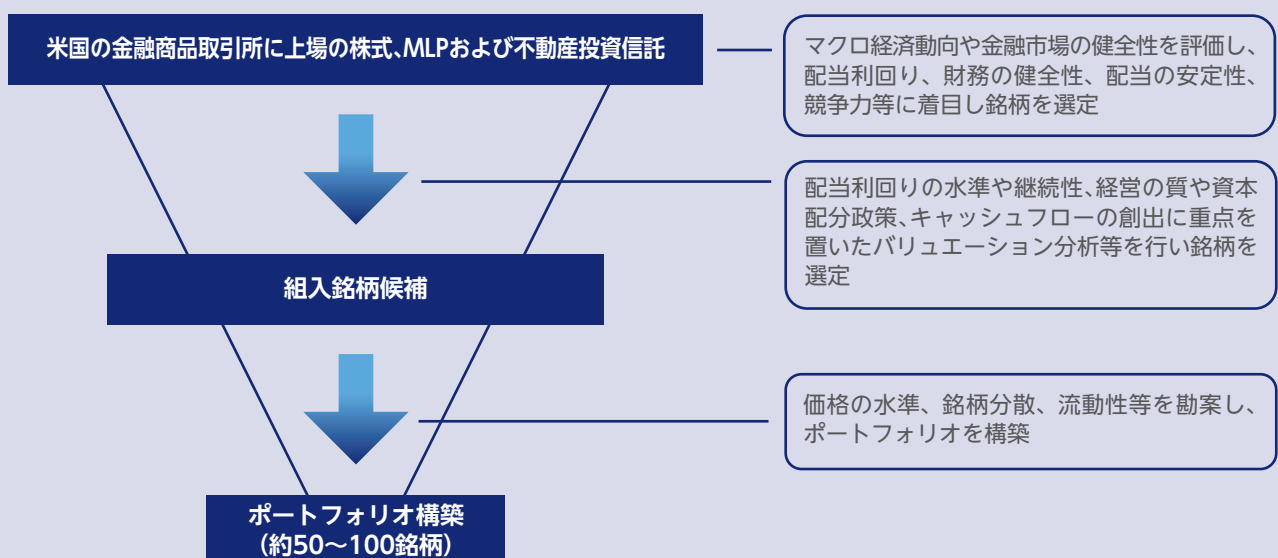 米国の金融商品取引所に上場の株式、MLPおよび不動産投資信託
マクロ経済動向や金融市場の健全性を評価し、
配当利回り、財務の健全性、配当の安定性、
競争力等に着目し銘柄を選定
配当利回りの水準や継続性、経営の質や資本
配分政策、キャッシュフローの創出に重点を
置いたバリュエーション分析等を行い銘柄を
選定
組入銘柄候補
価格の水準、銘柄分散、流動性等を勘案し、
ポートフォリオを構築
ポートフォリオ構築
(約50～100銘柄)